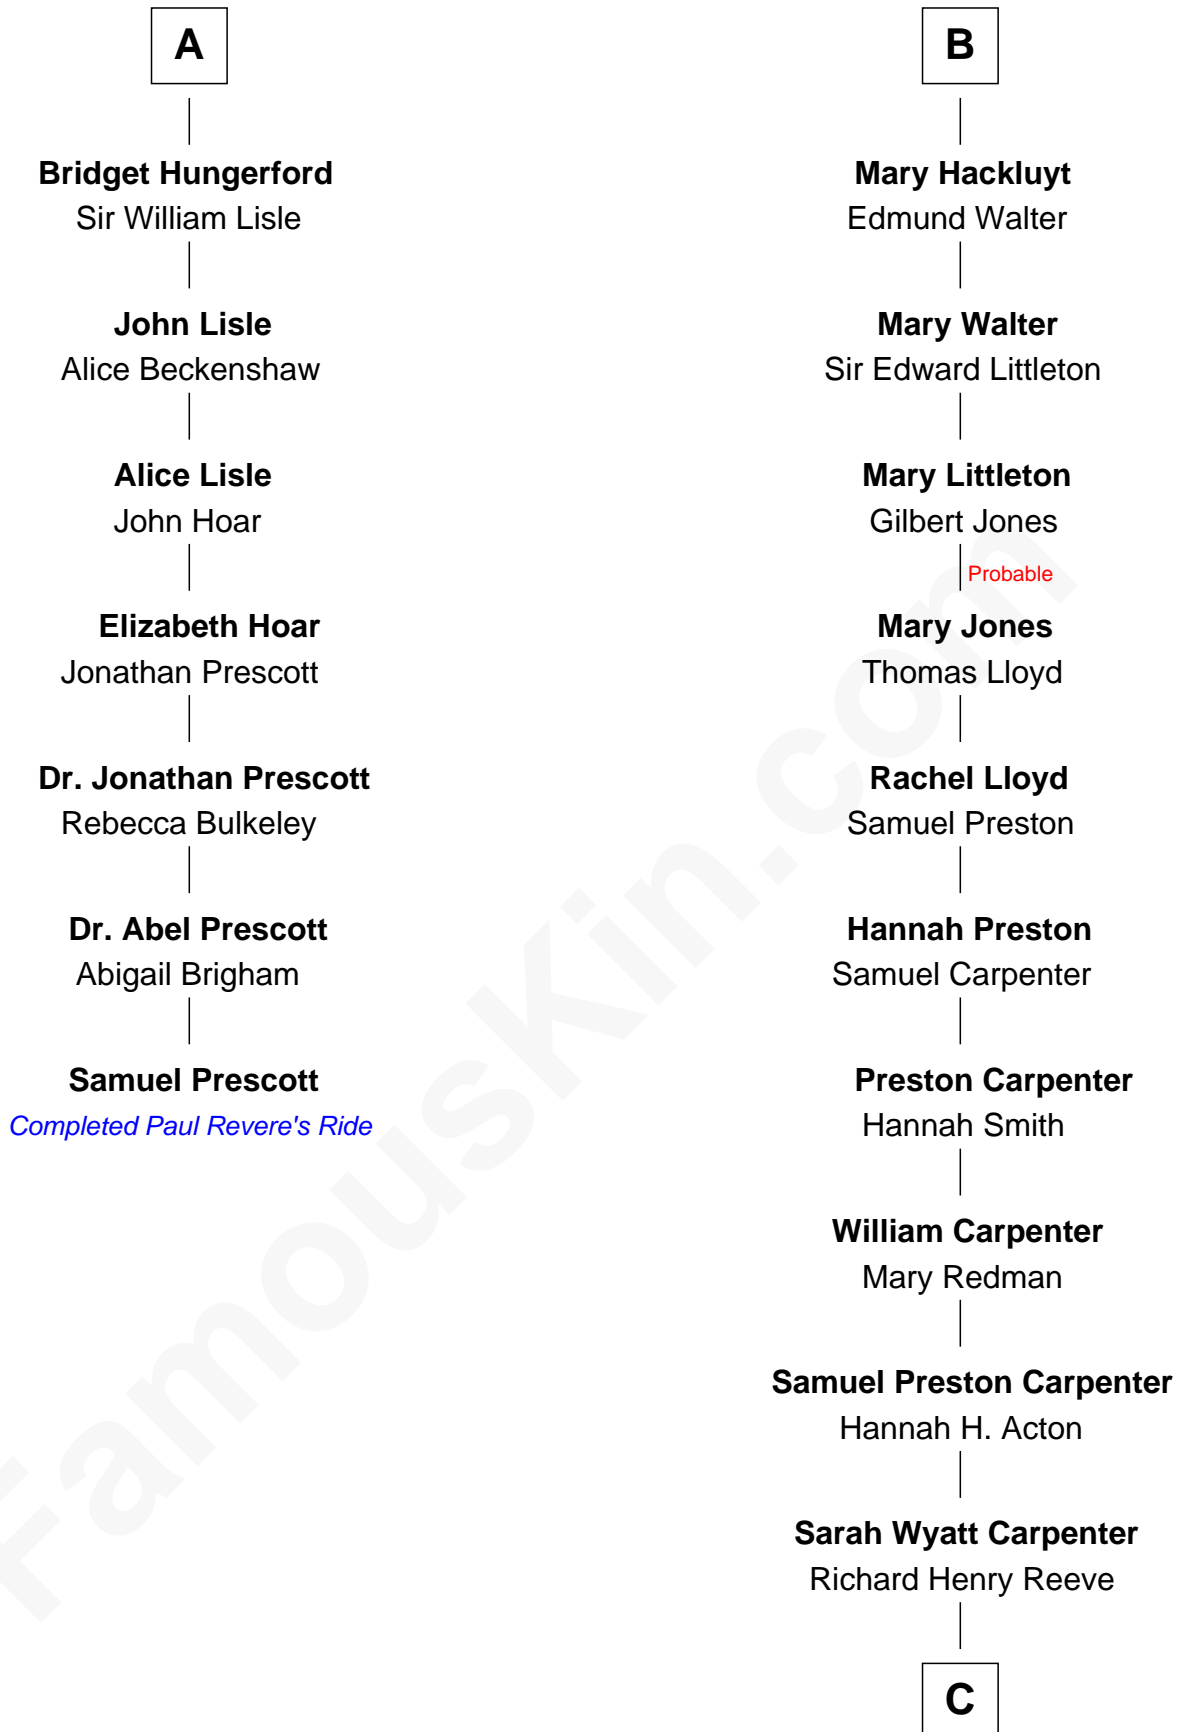 A
Bridget Hungerford
Sir William Lisle
John Lisle
Alice Beckenshaw
Alice Lisle
John Hoar
Elizabeth Hoar
Jonathan Prescott
Dr. Jonathan Prescott
Rebecca Bulkeley
Dr. Abel Prescott
Abigail Brigham
Samuel Prescott
Completed Paul Revere's Ride
B
Mary Hackluyt
Edmund Walter
Mary Walter
Sir Edward Littleton
Mary Littleton
Gilbert Jones
Probable
Mary Jones
Thomas Lloyd
Rachel Lloyd
Samuel Preston
Hannah Preston
Samuel Carpenter
Preston Carpenter
Hannah Smith
William Carpenter
Mary Redman
Samuel Preston Carpenter
Hannah H. Acton
Sarah Wyatt Carpenter
Richard Henry Reeve
C
FamousKin.com